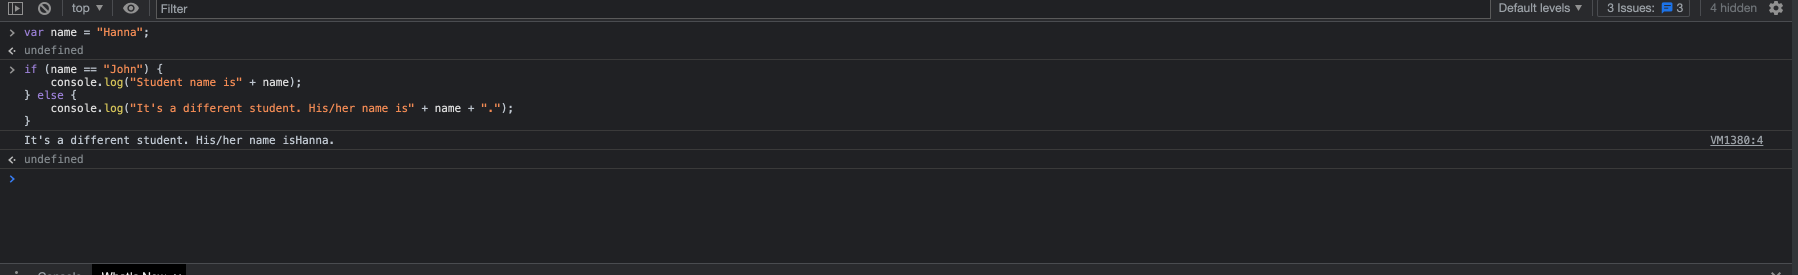 top ▼ Filter Default levels ▼ 3 Issues: 3 4 hidden
> var name = "Hanna";
<· undefined
> if (name == "John") {
    console.log("Student name is" + name);
} else {
    console.log("It's a different student. His/her name is" + name + ".");
}
It's a different student. His/her name isHanna. VM1380:4
<· undefined
>
Console What's New ×